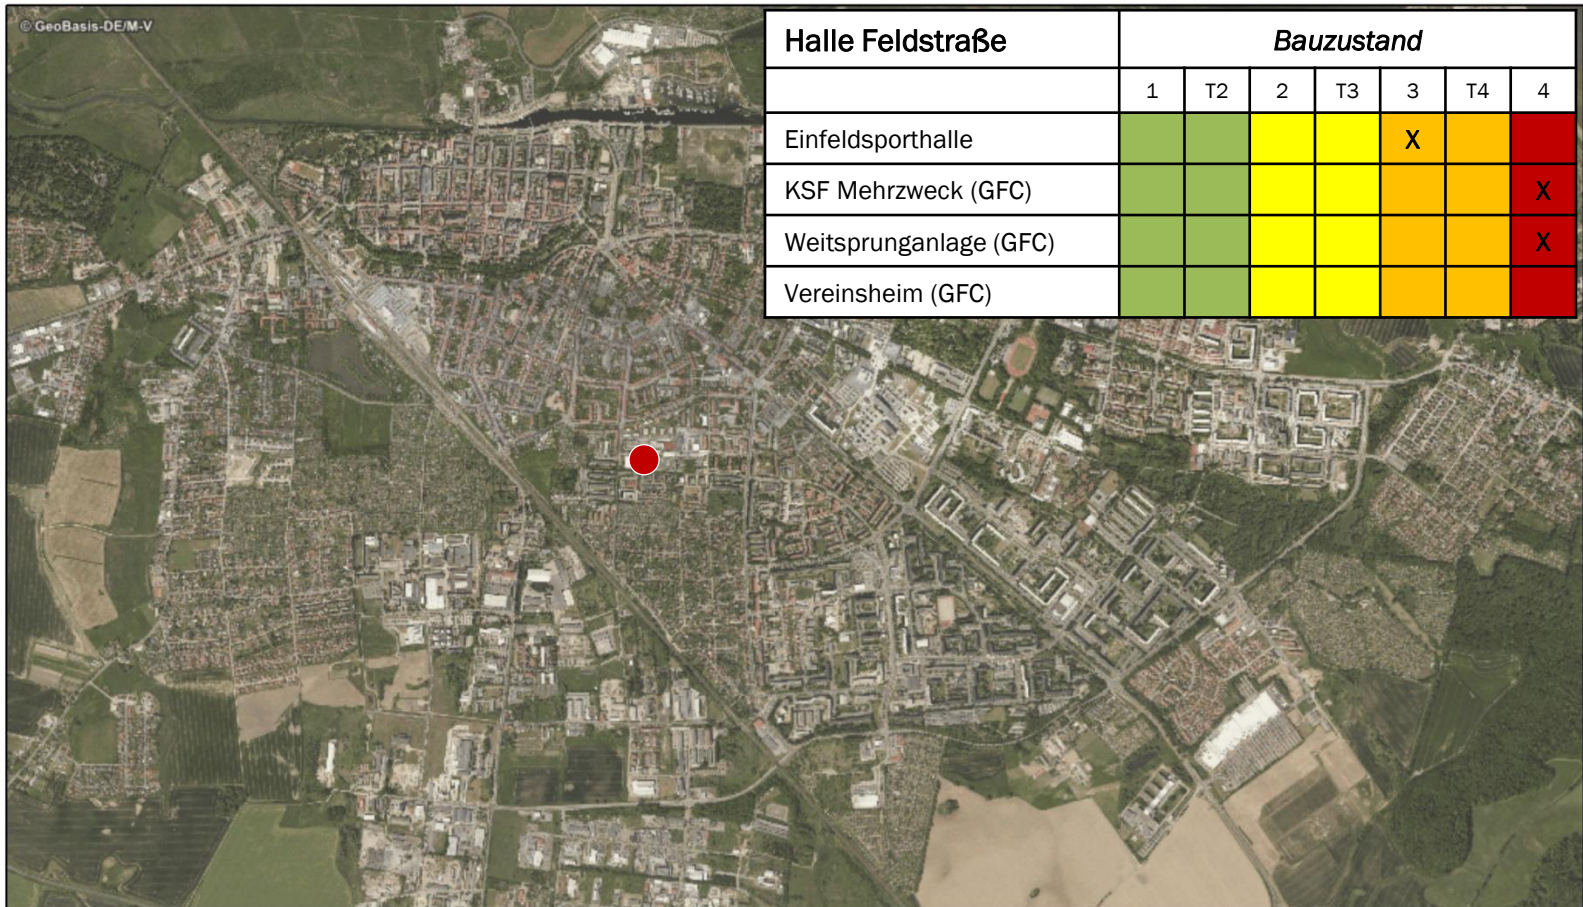 © GeoBasis-DE/M-V
Halle Feldstraße Bauzustand
1 T2 2 T3 3 T4 4
Einfeldsporthalle X
KSF Mehrzweck (GFC) X
Weitsprunganlage (GFC) X
Vereinsheim (GFC)